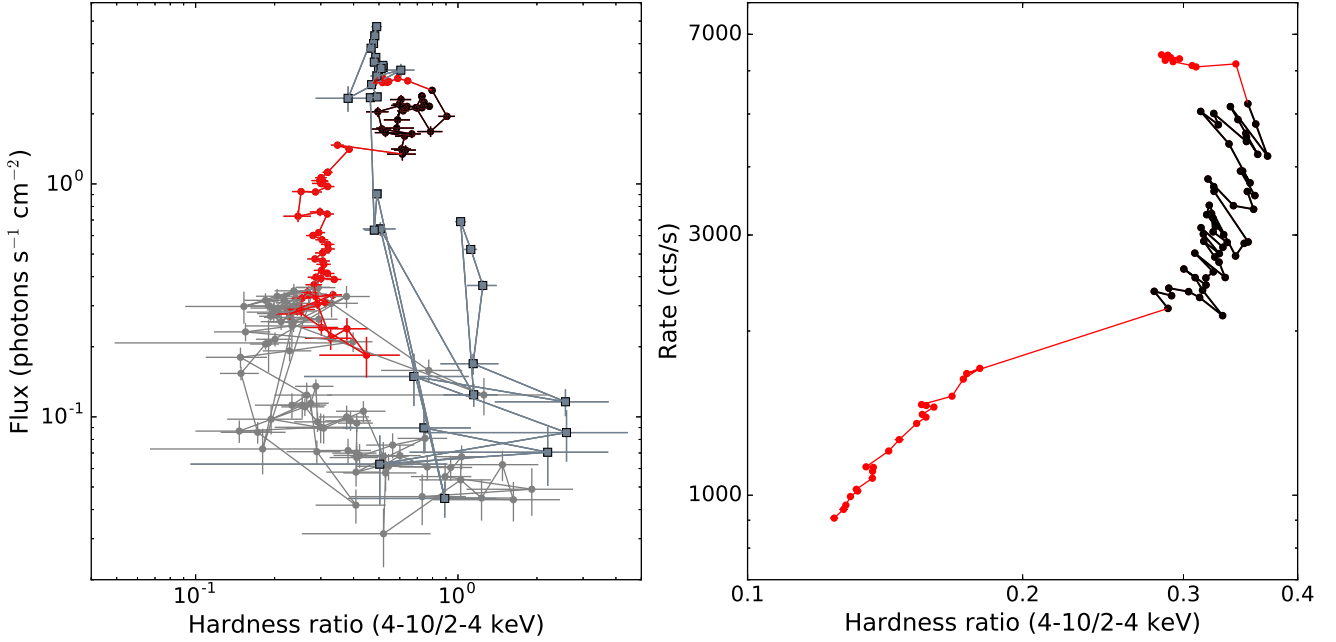 Flux (photons s⁻¹ cm⁻²)
10⁰
10⁻¹
10⁻¹
10⁰
Hardness ratio (4-10/2-4 keV)
Rate (cts/s)
7000
3000
1000
0.1
0.2
0.3
0.4
Hardness ratio (4-10/2-4 keV)